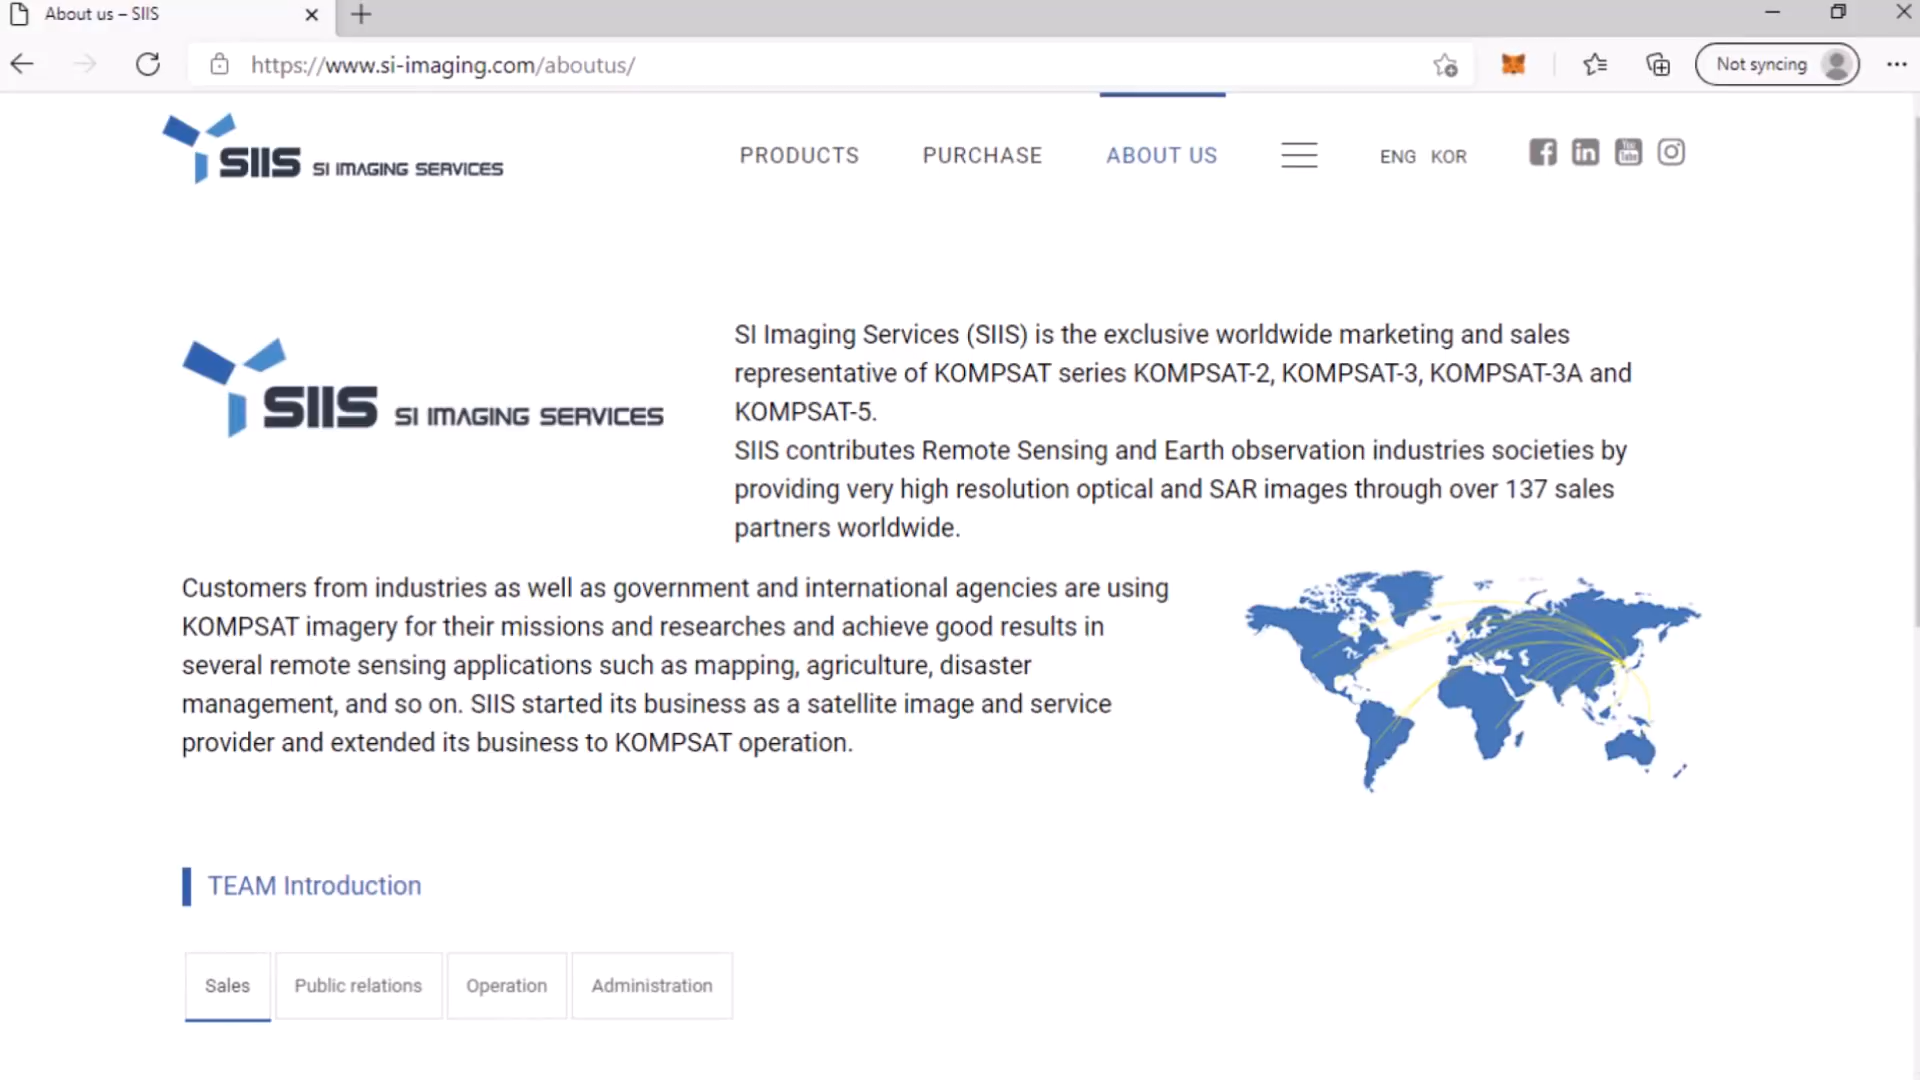 About us – SIIS
https://www.si-imaging.com/aboutus/
Not syncing
SIIS SI IMAGING SERVICES
PRODUCTS
PURCHASE
ABOUT US
ENG KOR
You Tube
SIIS SI IMAGING SERVICES
SI Imaging Services (SIIS) is the exclusive worldwide marketing and sales
representative of KOMPSAT series KOMPSAT-2, KOMPSAT-3, KOMPSAT-3A and
KOMPSAT-5.
SIIS contributes Remote Sensing and Earth observation industries societies by
providing very high resolution optical and SAR images through over 137 sales
partners worldwide.
Customers from industries as well as government and international agencies are using
KOMPSAT imagery for their missions and researches and achieve good results in
several remote sensing applications such as mapping, agriculture, disaster
management, and so on. SIIS started its business as a satellite image and service
provider and extended its business to KOMPSAT operation.
TEAM Introduction
Sales
Public relations
Operation
Administration